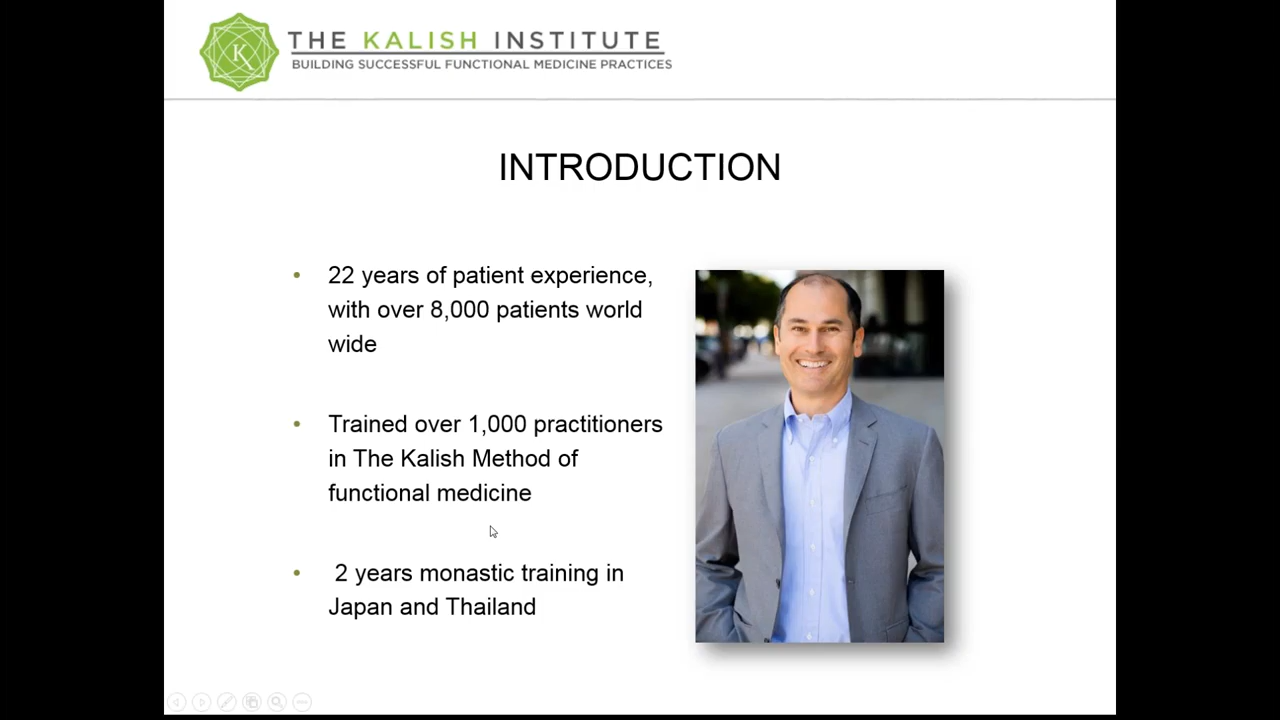 K
THE KALISH INSTITUTE
BUILDING SUCCESSFUL FUNCTIONAL MEDICINE PRACTICES
INTRODUCTION
• 22 years of patient experience,
with over 8,000 patients world
wide
• Trained over 1,000 practitioners
in The Kalish Method of
functional medicine
• 2 years monastic training in
Japan and Thailand